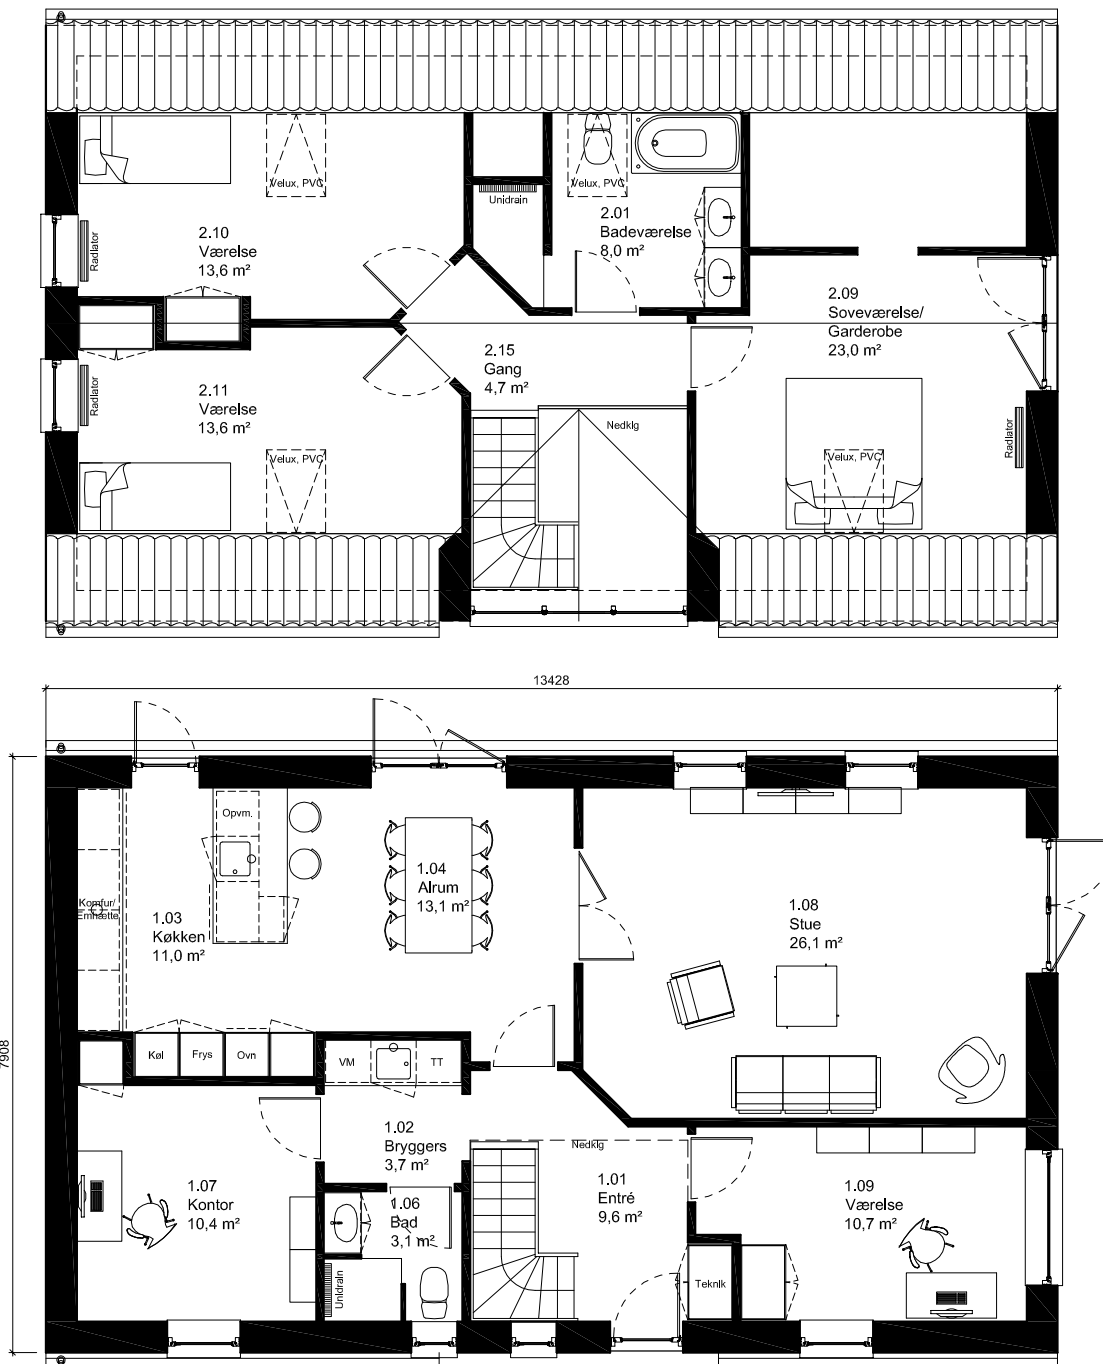 Velux, PVC
2.10
Værelse
13,6 m²
Radiator
Unidrain
Velux, PVC
2.01
Badeværelse
8,0 m²
2.09
Soveværelse/
Garderobe
23,0 m²
2.15
Gang
4,7 m²
2.11
Værelse
13,6 m²
Radiator
Velux, PVC
Nedklg
Velux, PVC
Radiator
13428
7908
Opvm.
Komfur/
Emhætte
1.03
Køkken
11,0 m²
1.04
Alrum
13,1 m²
1.08
Stue
26,1 m²
Køl
Frys
Ovn
VM
TT
1.02
Bryggers
3,7 m²
Nedklg
1.07
Kontor
10,4 m²
1.06
Bad
3,1 m²
Unidrain
1.01
Entré
9,6 m²
1.09
Værelse
10,7 m²
Teknik